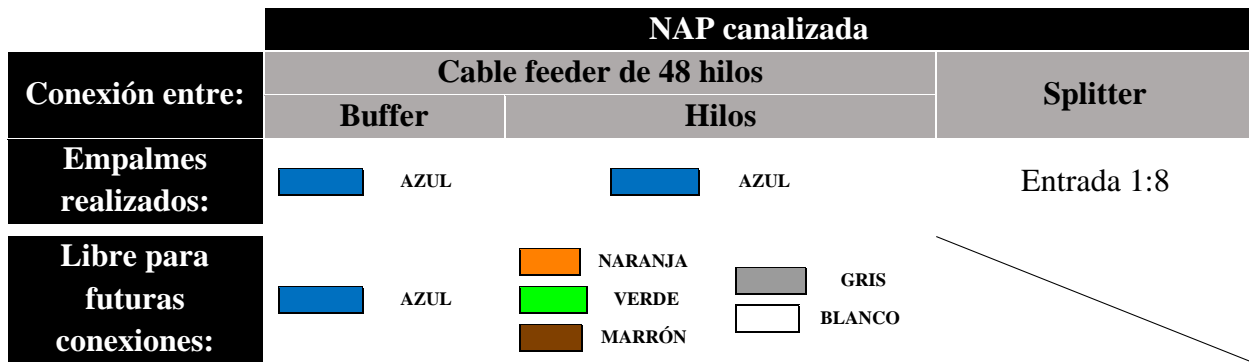 NAP canalizada
Conexión entre:
Cable feeder de 48 hilos
Splitter
Buffer
Hilos
Empalmes
realizados:
AZUL
AZUL
Entrada 1:8
Libre para
futuras
conexiones:
AZUL
NARANJA
VERDE
MARRÓN
GRIS
BLANCO